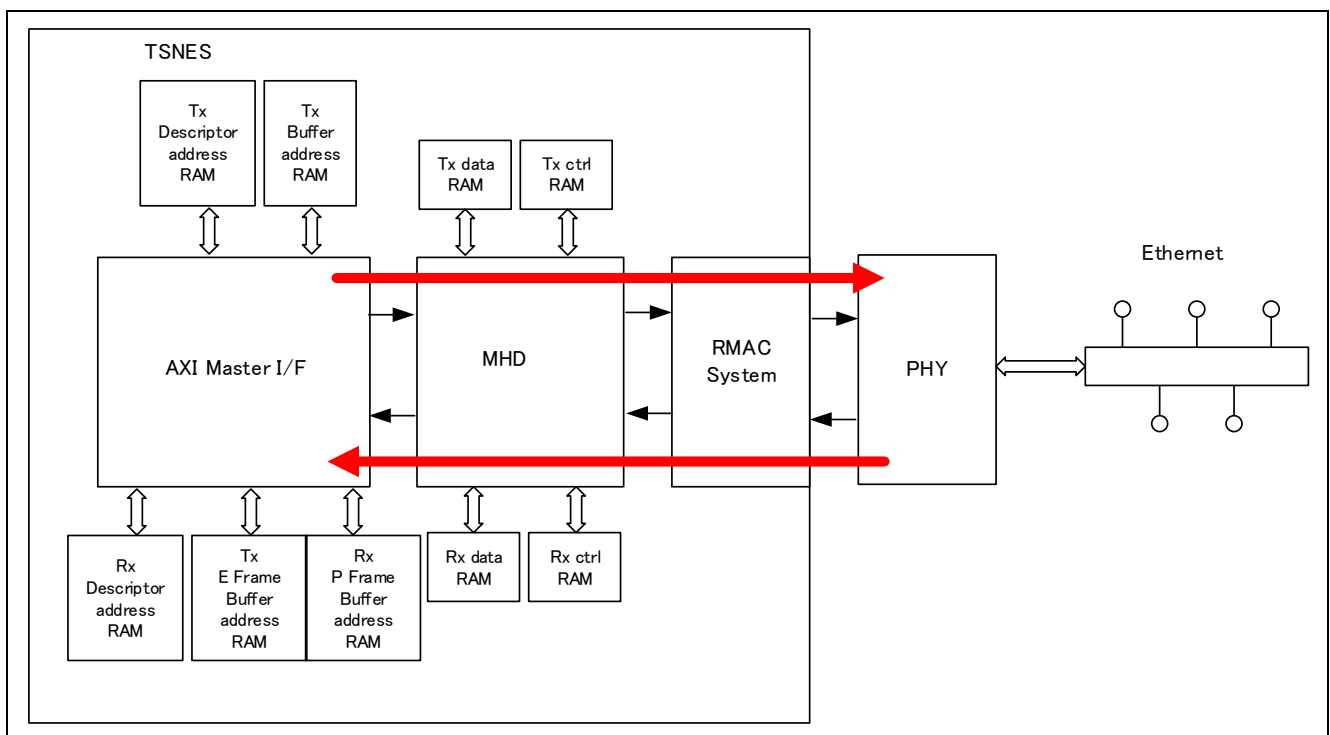 TSNES
Tx
Descriptor
address
RAM
Tx
Buffer
address
RAM
Tx data
RAM
Tx ctrl
RAM
AXI Master I/F
MHD
RMAC
System
PHY
Ethernet
Rx
Descriptor
address
RAM
Tx
E Frame
Buffer
address
RAM
Rx
P Frame
Buffer
address
RAM
Rx data
RAM
Rx ctrl
RAM